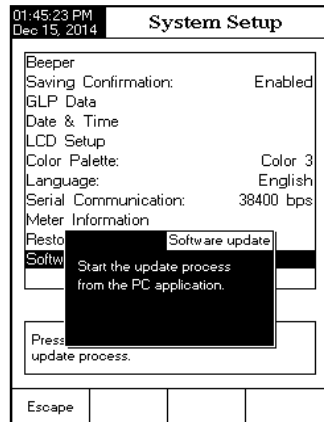 01:45:23 PM
Dec 15, 2014
System Setup
Beeper
Saving Confirmation: Enabled
GLP Data
Date & Time
LCD Setup
Color Palette: Color 3
Language: English
Serial Communication: 38400 bps
Meter Information
Resto
Softw
Software update
Start the update process
from the PC application.
Press
update process.
Escape